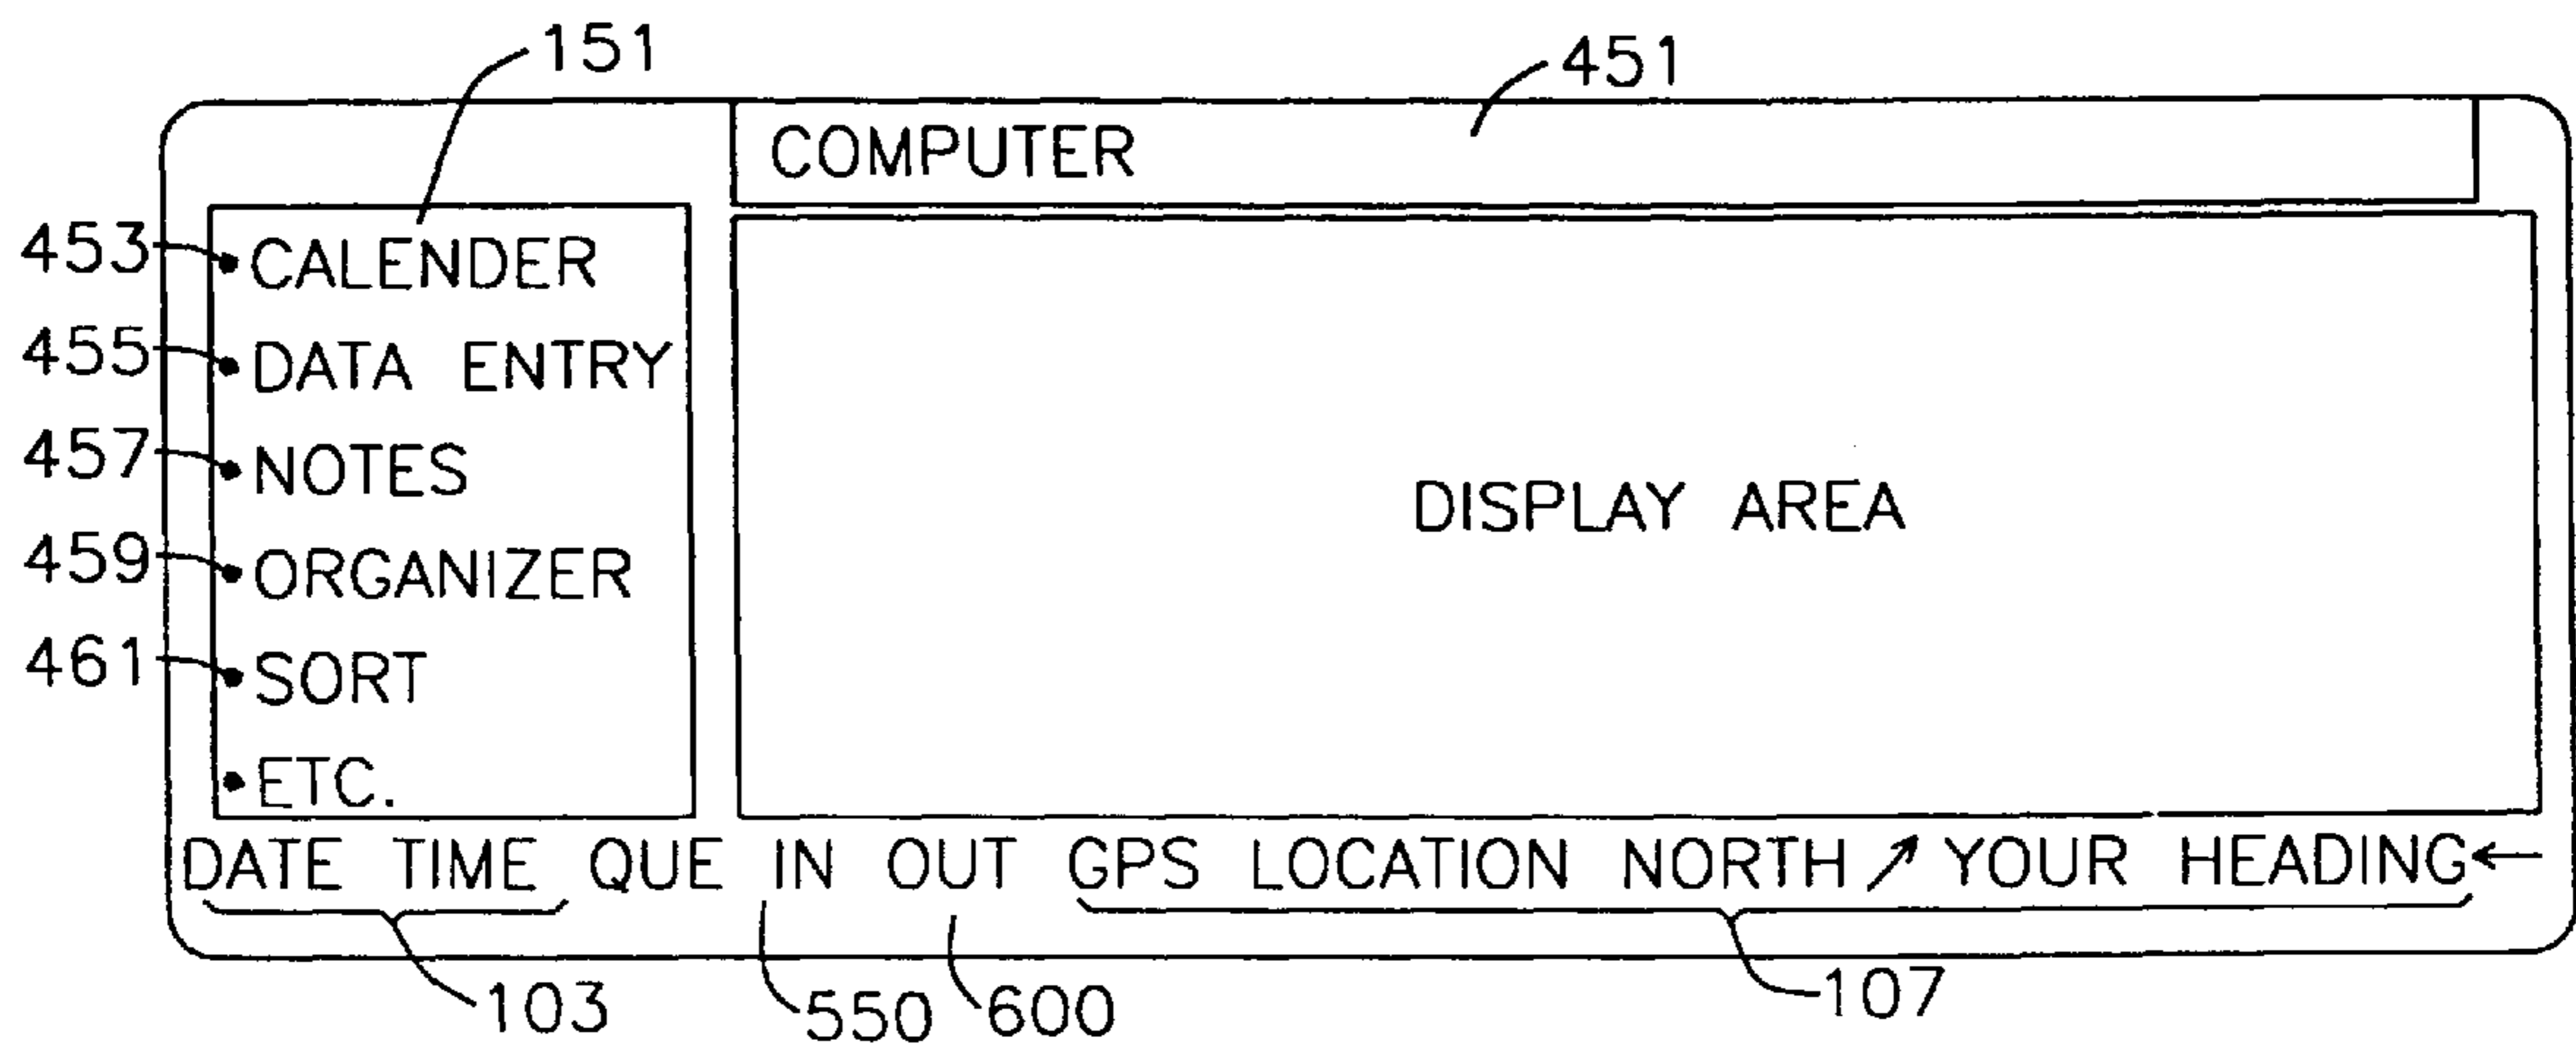 151
451
COMPUTER
453 • CALENDER
455 • DATA ENTRY
457 • NOTES
DISPLAY AREA
459 • ORGANIZER
461 • SORT
• ETC.
DATE TIME QUE IN OUT GPS LOCATION NORTH ↗ YOUR HEADING ←
103 550 600 107